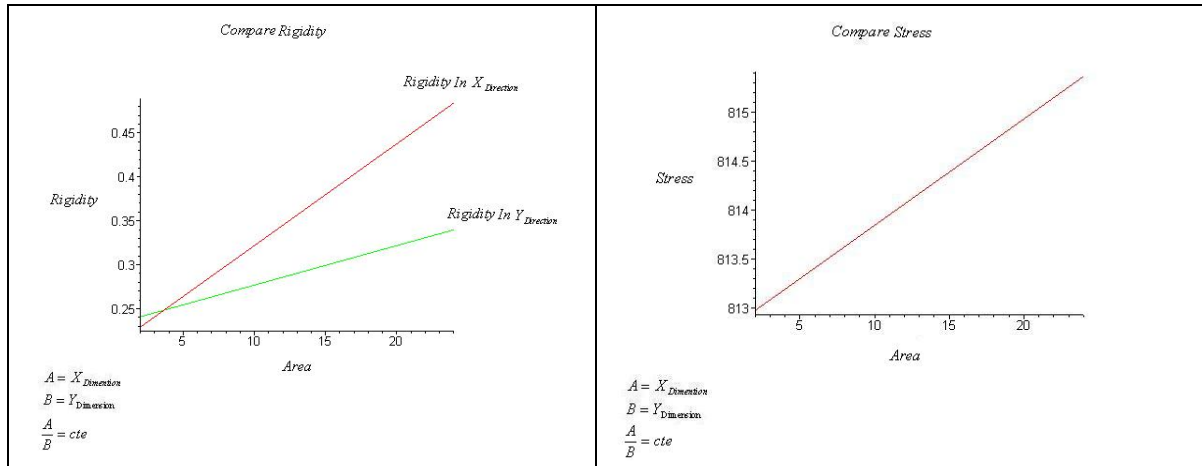 Compare Rigidity
Rigidity In X Direction
0.45
0.4
Rigidity
0.35
Rigidity In Y Direction
0.3
0.25
5 10 15 20
Area
A = X Dimention
B = Y Dimension
A/B = cte
Compare Stress
815
814.5
Stress
814
813.5
813
5 10 15 20
Area
A = X Dimention
B = Y Dimension
A/B = cte